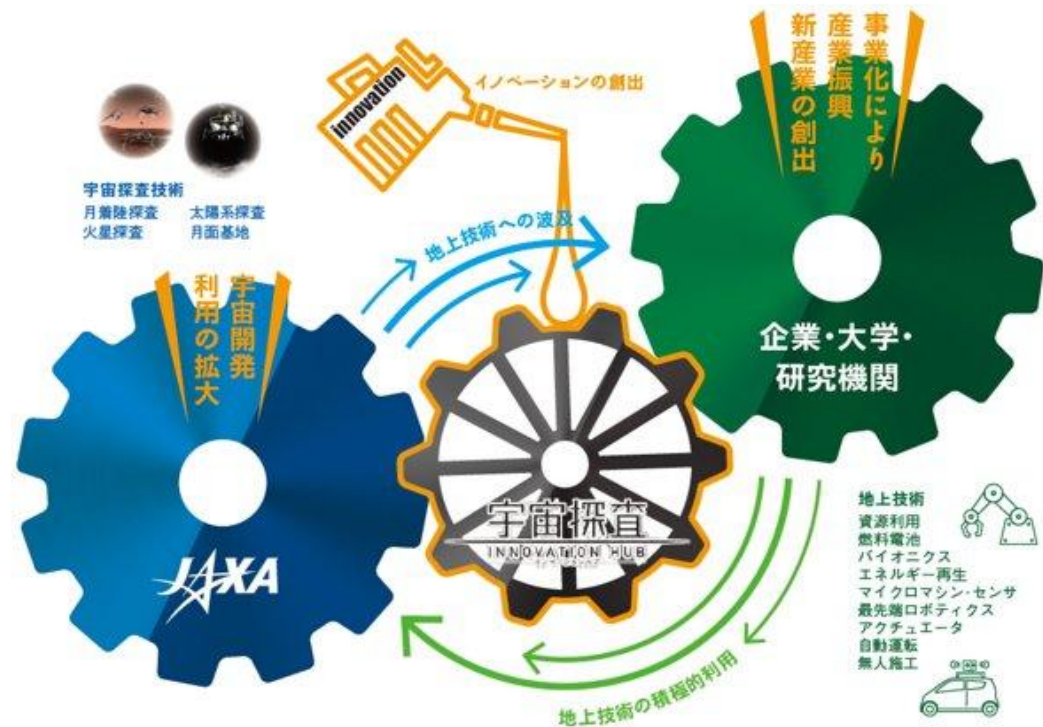 innovation
イノベーションの創出
事業化により
産業振興
新産業の創出
宇宙探査技術
月着陸探査 太陽系探査
火星探査 月面基地
地上技術への波及
宇宙開発
利用の拡大
企業・大学・
研究機関
JAXA
宇宙探査
INNOVATION HUB
地上技術
資源利用
燃料電池
バイオニクス
エネルギー再生
マイクロマシン・センサ
最先端ロボティクス
アクチュエータ
自動運転
無人施工
地上技術の積極的利用